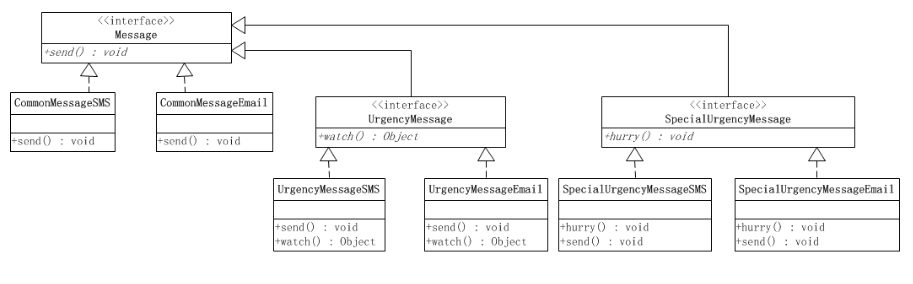 <<interface>>
Message
+send() : void
CommonMessageSMS
+send() : void
CommonMessageEmail
+send() : void
<<interface>>
UrgencyMessage
+watch() : Object
<<interface>>
SpecialUrgencyMessage
+hurry() : void
UrgencyMessageSMS
+send() : void
+watch() : Object
UrgencyMessageEmail
+send() : void
+watch() : Object
SpecialUrgencyMessageSMS
+hurry() : void
+send() : void
SpecialUrgencyMessageEmail
+hurry() : void
+send() : void